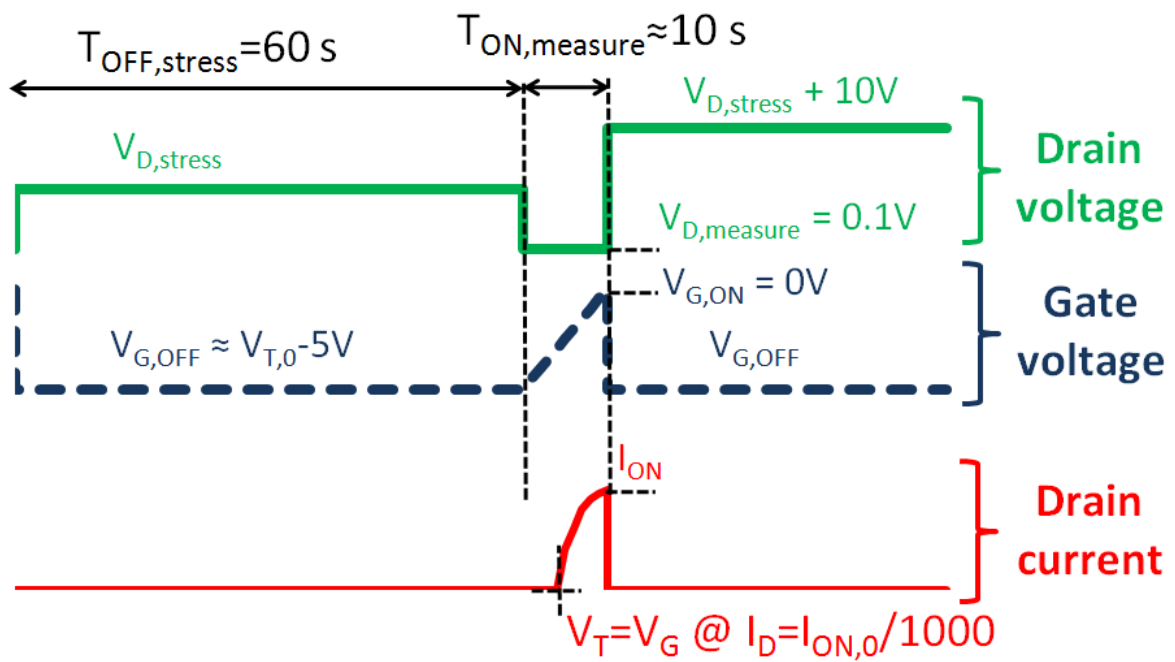 T_OFF,stress=60 s
T_ON,measure≈10 s
V_D,stress
V_D,stress + 10V
Drain
voltage
V_D,measure = 0.1V
V_G,ON = 0V
V_G,OFF ≈ V_T,0-5V
V_G,OFF
Gate
voltage
I_ON
Drain
current
V_T=V_G @ I_D=I_ON,0/1000